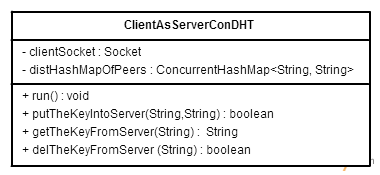 ClientAsServerConDHT
- clientSocket : Socket
- distHashMapOfPeers : ConcurrentHashMap<String, String>
+ run() : void
+ putTheKeyIntoServer(String,String) : boolean
+ getTheKeyFromServer(String) : String
+ delTheKeyFromServer (String) : boolean